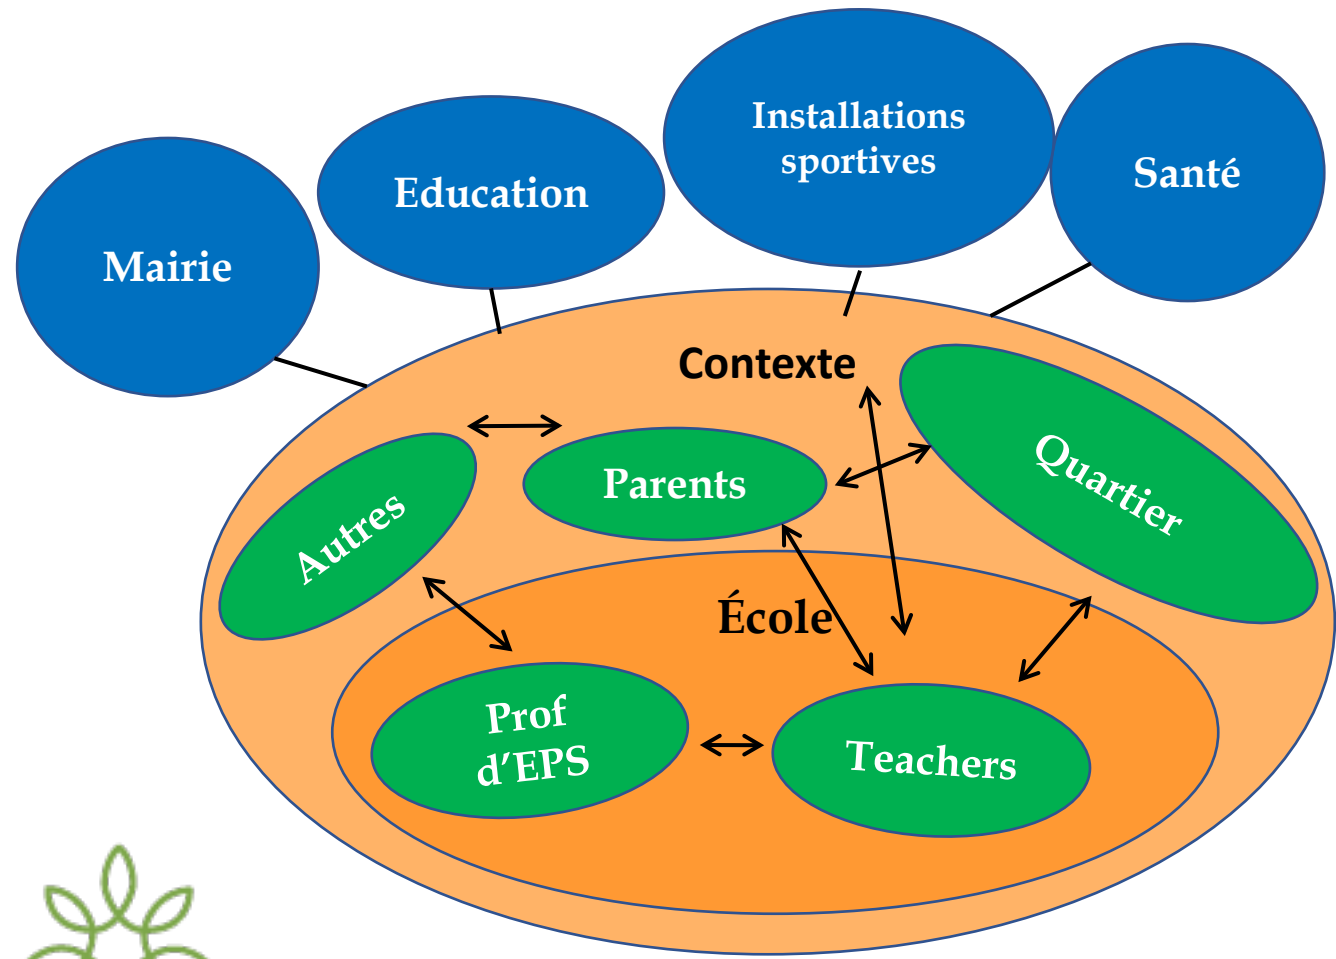 Installations
sportives
Santé
Education
Mairie
Contexte
Quartier
Parents
Autres
École
Prof
d’EPS
Teachers